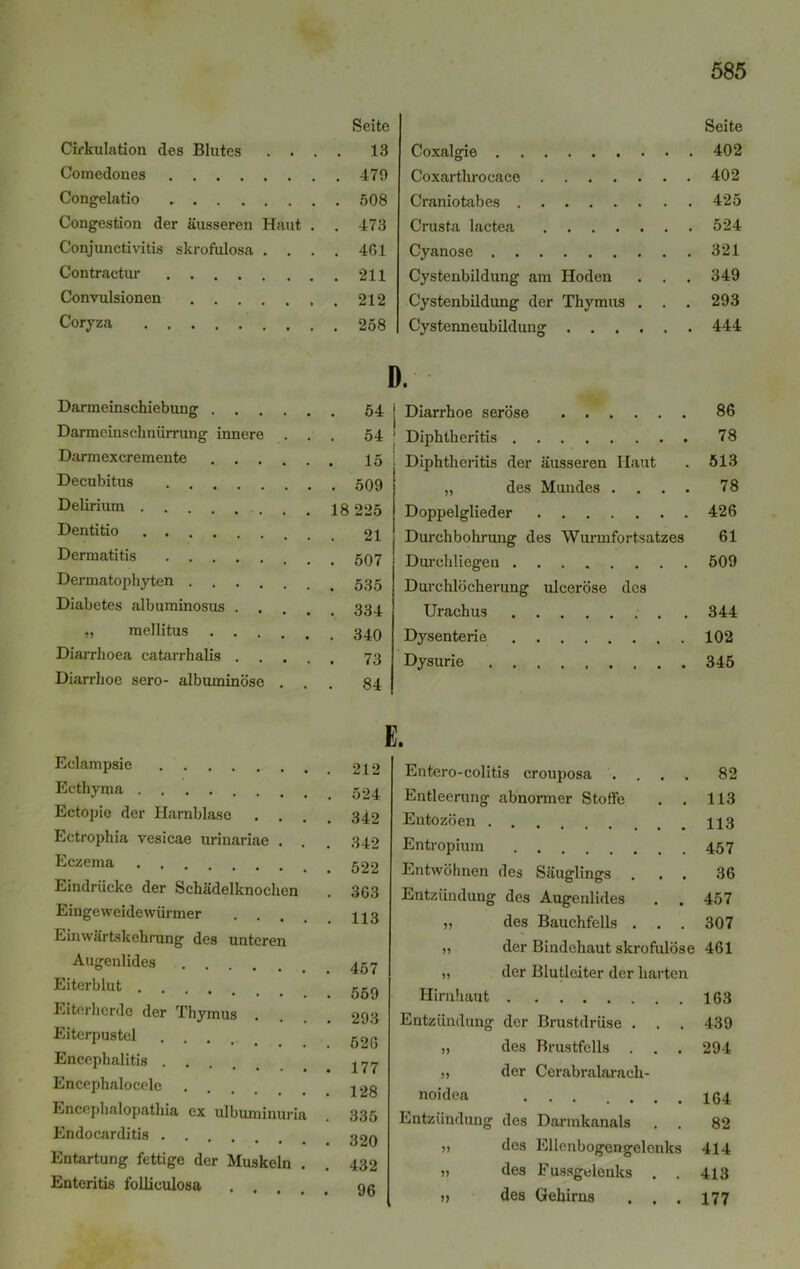 585
Seite
Cirkulation des Blutes . . . . 13
Comedones . . . . . . . . 479
Congelatio . . . . . . . . 508
Congestion der äusseren Haut . . 473
Conjunctivitis skrofulosa . . . . 461
Contractur . . . . . . . . 211
Convulsionen . . . . . . . 212
Coryza . . . . . . . . . 258
Seite
Coxalgie . . . . . . . . . 402
Coxarthrocace . . . . . . . 402
Craniotabes . . . . . . . . 425
Crusta lactea . . . . . . . 524
Cyanose . . . . . . . . . 321
Cystenbildung am Hoden . . . 349
Cystenbildung der Thymus . . . 293
Cystenneubildung . . . . . . 444
D.
Darmeinschiebung . . . . . . . 54
Darmeinschnürrung innere . . . 54
Darmexcremente . . . . . . 15
Decubitus . . . . . . . . 509
Delirium . . . . . . . . 18 225
Dentitio . . . . . . . . . 21
Dermatitis . . . . . . . . 507
Dermatophyten . . . . . . . 535
Diabetes albuminosus . . . . . 334
„ mellitus . . . . . . 340
Diarrhoea catarrhalis . . . . . 73
Diarrhoe sero- albuminöse . . . 84
Diarrhoe seröse . . . . . . 86
Diphtheritis . . . . . . . . 78
Diphtheritis der äusseren Haut . 513
„ des Mundes . . . . 78
Doppelglieder . . . . . . . 426
Durchbohrung des Wurmfortsatzes 61
Durchliegen . . . . . . . . 509
Durchlöcherung ulceröse des
Urachus . . . . . . . . 344
Dysenterie . . . . . . . . 102
Dysurie . . . . . . . . . 345
E.
Eclampsie . . . . . . . . 212
Ecthyma . . . . . . . . . 524
Ectopie der Harnblase . . . . 342
Ectrophia vesicae urinariae . . . 342
Eczema . . . . . . . . . 522
Eindrücke der Schädelknochen . 363
Eingeweidewürmer . . . . . 113
Einwärtskehrung des unteren
Augenlides . . . . . . . 457
Eiterblut . . . . . . . . . 559
Eiterherde der Thymus . . . . 293
Eiterpustel . . . . . . . . 526
Encephalitis . . . . . . . . 177
Encephalocele . . . . . . . 128
Encephalopathia ex ulbuminuria . 335
Endocarditis . . . . . . . . 320
Entartung fettige der Muskeln . . 432
Enteritis folliculosa . . . . . 96
Entero-colitis crouposa . . . . 82
Entleerung abnormer Stoffe . . 113
Entozöen . . . . . . . . . 113
Entropium . . . . . . . . 457
Entwöhnen des Säuglings . . . 36
Entzündung des Augenlides . . 457
„ des Bauchfells . . . 307
„ der Bindehaut skrofulöse 461
„ der Blutleiter der harten
Hirnhaut . . . . . . . . 163
Entzündung der Brustdrüse . . . 439
„ des Brustfells . . . 294
„ der Cerabralarach-
noidea . . . . . . . 164
Entzündung des Darmkanals . . 82
„ des Ellenbogengelenks 414
„ des Fussgelenks . . 413
„ des Gehirns . . . 177